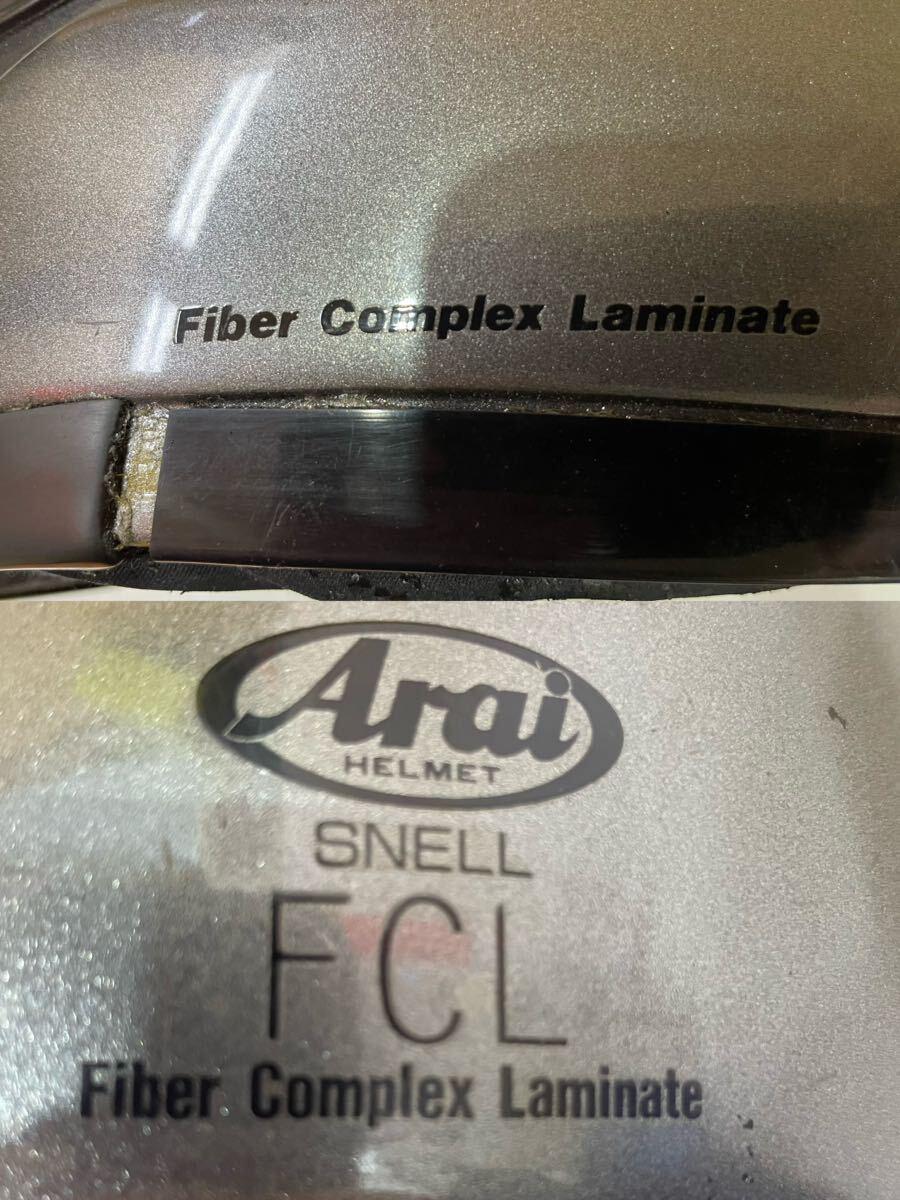 Fiber Complex Laminate
Arai
HELMET
SNELL
FCL
Fiber Complex Laminate